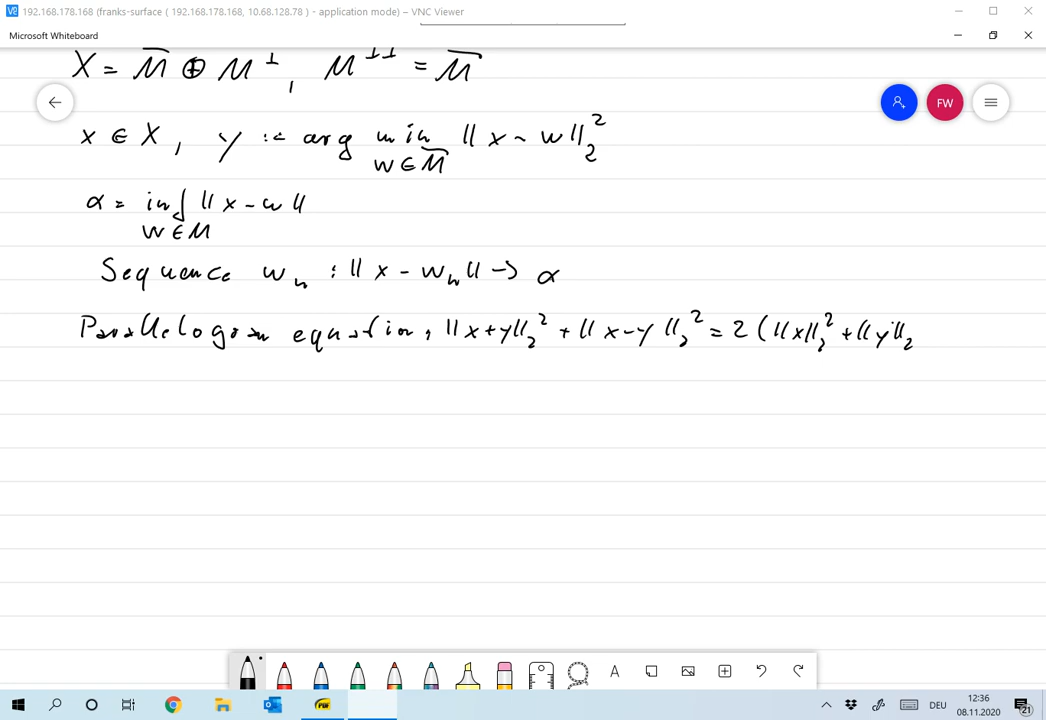 192.168.178.168 (franks-surface ( 192.168.178.168, 10.68.128.78 ) - application mode) – VNC Viewer
Microsoft Whiteboard
X = M̅ ⊕ M^⊥, M^⊥⊥ = M̅
x ∈ X, y := arg min ‖x - w‖₂²
w ∈ M̅
α = inf ‖x - w‖
w ∈ M
Sequence wₙ : ‖x - wₙ‖ → α
Parallelogram equation: ‖x+y‖₂² + ‖x-y‖₂² = 2(‖x‖₂² + ‖y‖₂
FW
A
DEU
12:36
08.11.2020
21